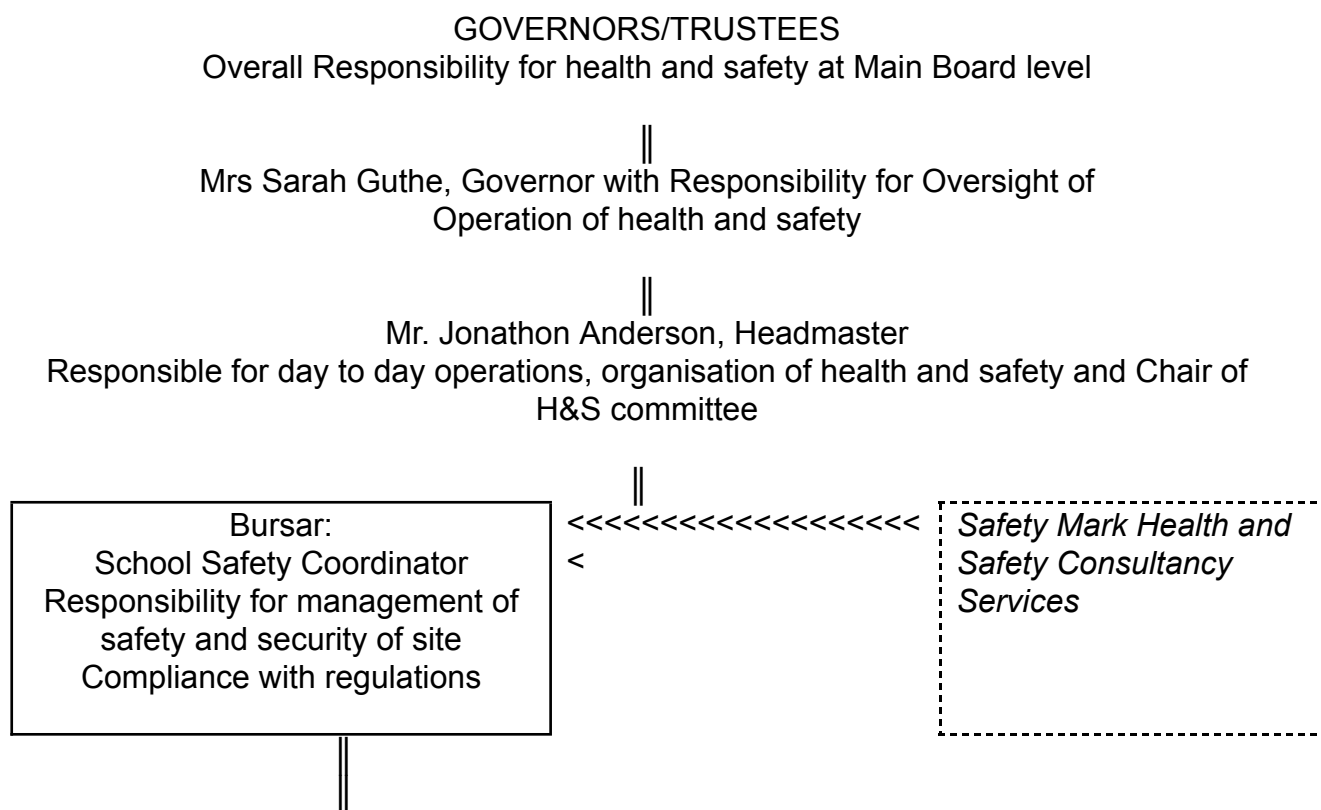 GOVERNORS/TRUSTEES
Overall Responsibility for health and safety at Main Board level
║
Mrs Sarah Guthe, Governor with Responsibility for Oversight of
Operation of health and safety
║
Mr. Jonathon Anderson, Headmaster
Responsible for day to day operations, organisation of health and safety and Chair of
H&S committee
║
Bursar:
School Safety Coordinator
Responsibility for management of
safety and security of site
Compliance with regulations
<<<<<<<<<<<<<<<<<<<
<
Safety Mark Health and
Safety Consultancy
Services
║
║